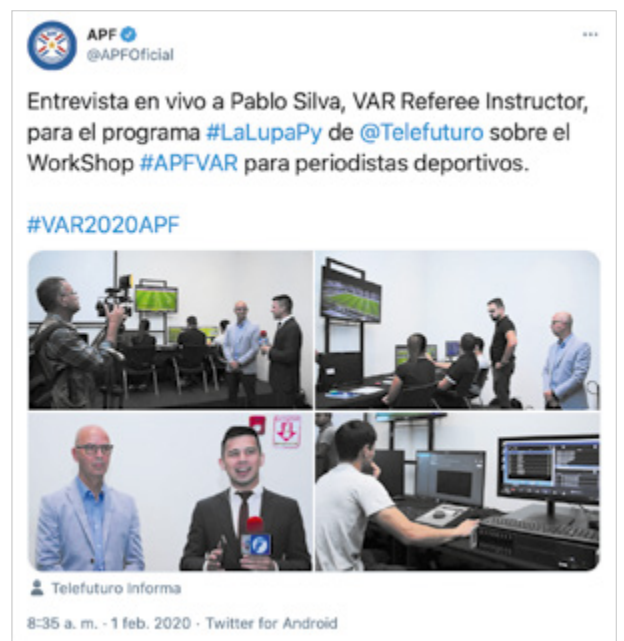 APF
@APFOficial
Entrevista en vivo a Pablo Silva, VAR Referee Instructor,
para el programa #LaLupaPy de @Telefuturo sobre el
WorkShop #APFVAR para periodistas deportivos.
#VAR2020APF
Telefuturo Informa
8:35 a. m. · 1 feb. 2020 · Twitter for Android